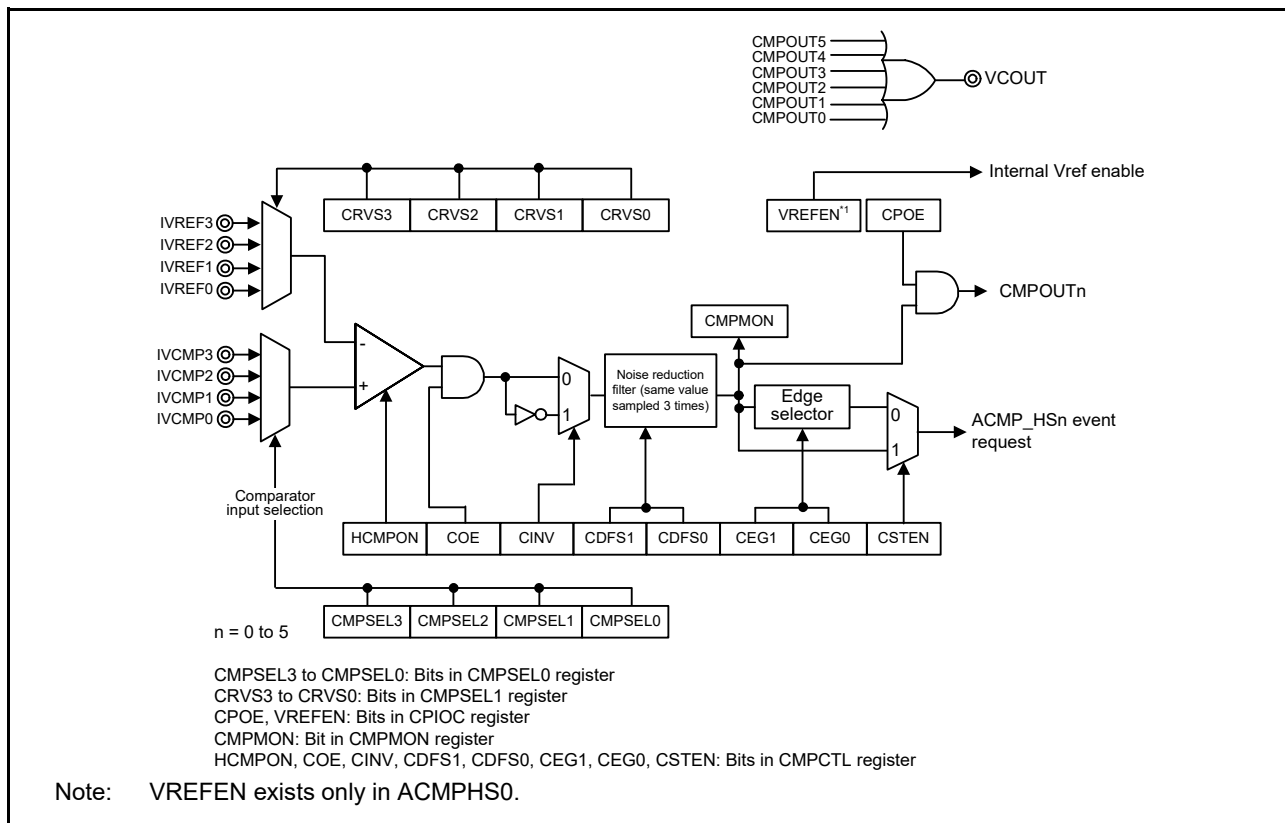 CMPOUT5
CMPOUT4
CMPOUT3
CMPOUT2
CMPOUT1
CMPOUT0
VCOUT
Internal Vref enable
CRVS3 CRVS2 CRVS1 CRVS0
VREFEN*1 CPOE
IVREF3
IVREF2
IVREF1
IVREF0
CMPOUTn
CMPMON
IVCMP3
IVCMP2
IVCMP1
IVCMP0
-
+
0
1
Noise reduction
filter (same value
sampled 3 times)
Edge
selector
0
1
ACMP_HSn event
request
Comparator
input selection
HCMPON COE CINV CDFS1 CDFS0 CEG1 CEG0 CSTEN
CMPSEL3 CMPSEL2 CMPSEL1 CMPSEL0
n = 0 to 5
CMPSEL3 to CMPSEL0: Bits in CMPSEL0 register
CRVS3 to CRVS0: Bits in CMPSEL1 register
CPOE, VREFEN: Bits in CPIOC register
CMPMON: Bit in CMPMON register
HCMPON, COE, CINV, CDFS1, CDFS0, CEG1, CEG0, CSTEN: Bits in CMPCTL register
Note: VREFEN exists only in ACMPHS0.